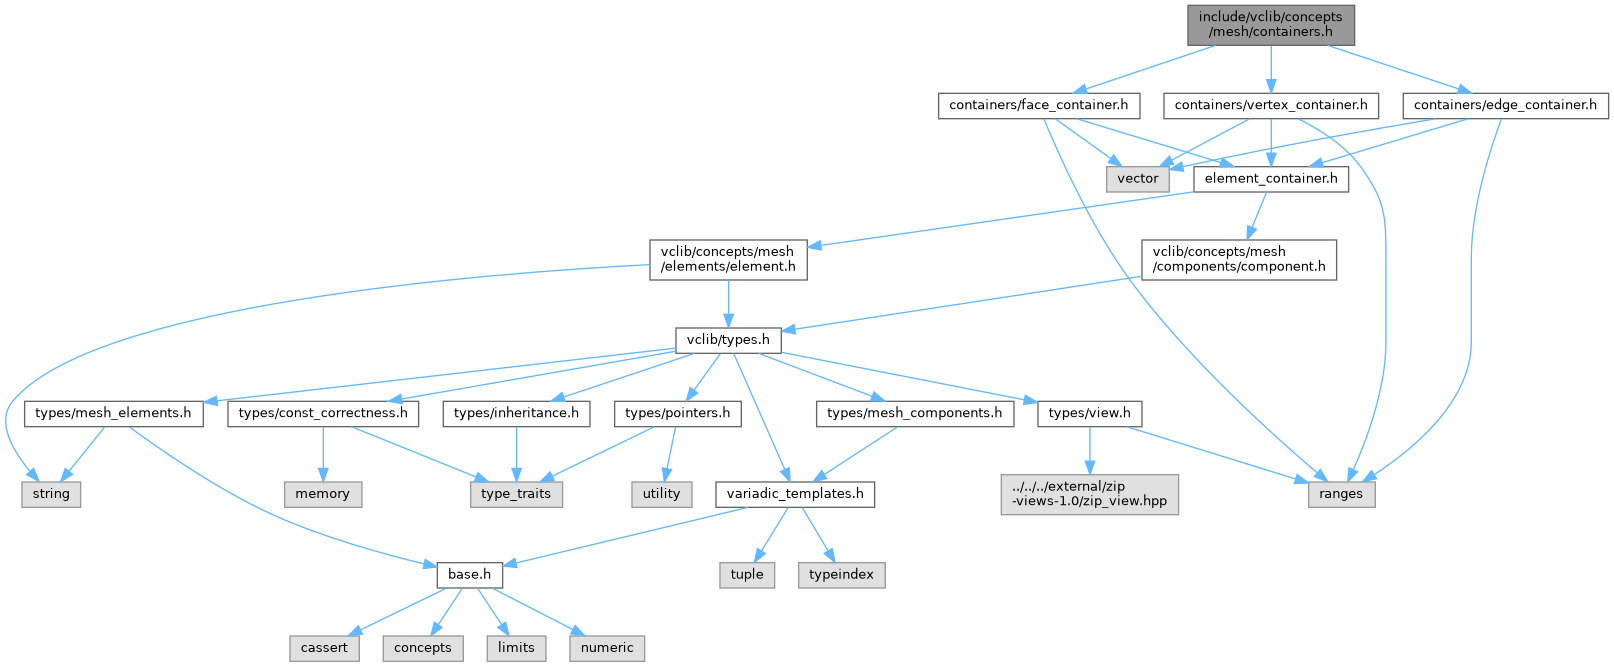 include/vclib/concepts
/mesh/containers.h
containers/face_container.h
containers/vertex_container.h
containers/edge_container.h
vector
element_container.h
vclib/concepts/mesh
/elements/element.h
vclib/concepts/mesh
/components/component.h
vclib/types.h
types/mesh_elements.h
types/const_correctness.h
types/inheritance.h
types/pointers.h
types/mesh_components.h
types/view.h
string
memory
type_traits
utility
variadic_templates.h
../../../external/zip
-views-1.0/zip_view.hpp
ranges
base.h
tuple
typeindex
cassert
concepts
limits
numeric